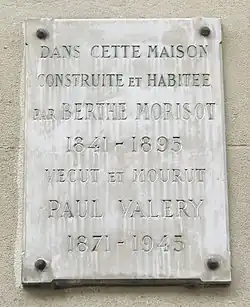 DANS CETTE MAISON
CONSTRUITE ET HABITEE
PAR BERTHE MORISOT
1841-1895
VECUT ET MOURUT
PAUL VALERY
1871-1945